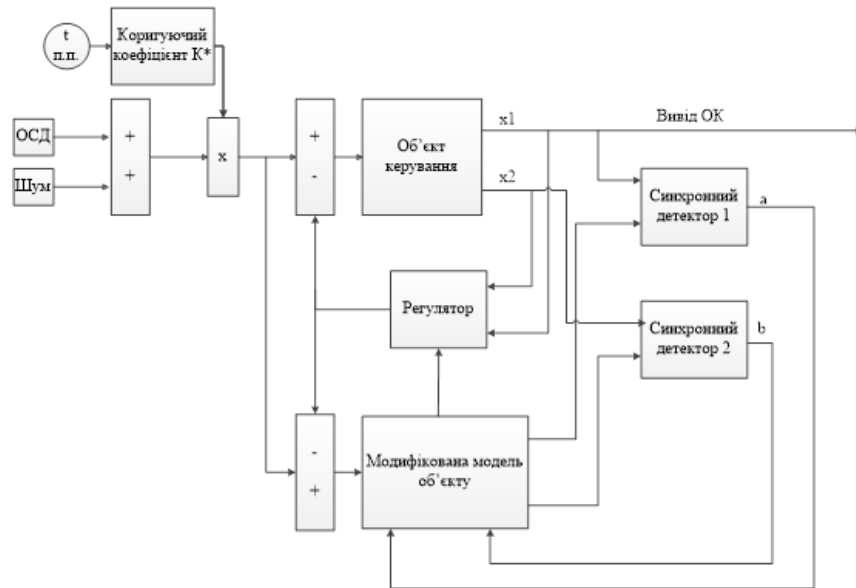 t
п.п.
Коригуючий
коефіцієнт К*
ОСД
Шум
+
+
x
+
-
Об’єкт
керування
x1
x2
Вивід ОК
Синхронний
детектор 1
a
Регулятор
Синхронний
детектор 2
b
-
+
Модифікована модель
об’єкту